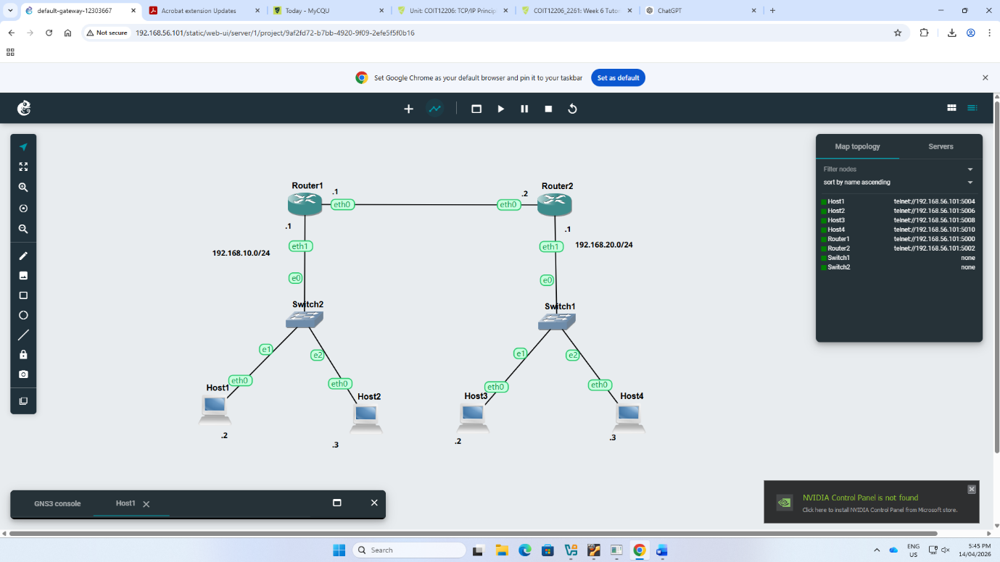 default-gateway-12303667
Acrobat extension Updates
Today - MyCQU
Unit: COIT12206: TCP/IP Princip
COIT12206_2261: Week 6 Tutor
ChatGPT
Not secure
192.168.56.101/static/web-ui/server/1/project/9af2fd72-b7bb-4920-9f09-2efe5f5f0b16
Set Google Chrome as your default browser and pin it to your taskbar
Set as default
Map topology
Servers
Filter nodes
sort by name ascending
Host1 telnet://192.168.56.101:5004
Host2 telnet://192.168.56.101:5006
Host3 telnet://192.168.56.101:5008
Host4 telnet://192.168.56.101:5010
Router1 telnet://192.168.56.101:5000
Router2 telnet://192.168.56.101:5002
Switch1 none
Switch2 none
Router1
.1
eth0
.2
eth0
Router2
.1
eth1
192.168.10.0/24
e0
.1
eth1
192.168.20.0/24
e0
Switch2
Switch1
e1
e2
e1
e2
eth0
eth0
eth0
eth0
Host1
Host2
Host3
Host4
.2
.3
.2
.3
GNS3 console
Host1
NVIDIA Control Panel is not found
Click here to install NVIDIA Control Panel from Microsoft store.
Search
ENG
US
5:45 PM
14/04/2026